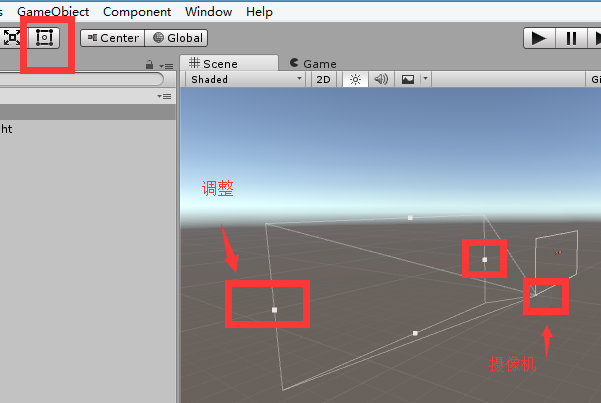 GameObject Component Window Help
Center Global
Scene Game
Shaded 2D
ht
调整
摄像机